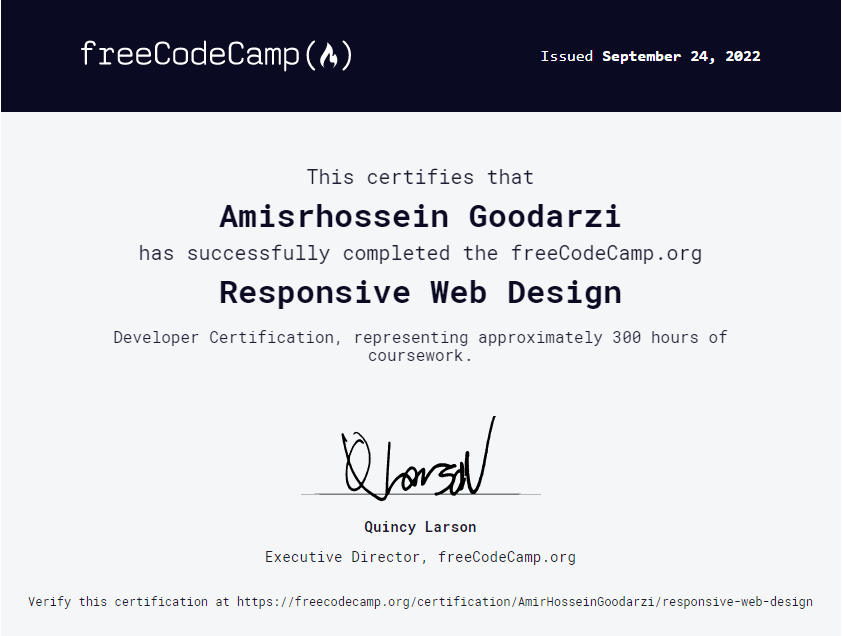 freeCodeCamp
Issued September 24, 2022
This certifies that
Amisrhossein Goodarzi
has successfully completed the freeCodeCamp.org
Responsive Web Design
Developer Certification, representing approximately 300 hours of
coursework.
Q Larson
Quincy Larson
Executive Director, freeCodeCamp.org
Verify this certification at https://freecodecamp.org/certification/AmirHosseinGoodarzi/responsive-web-design